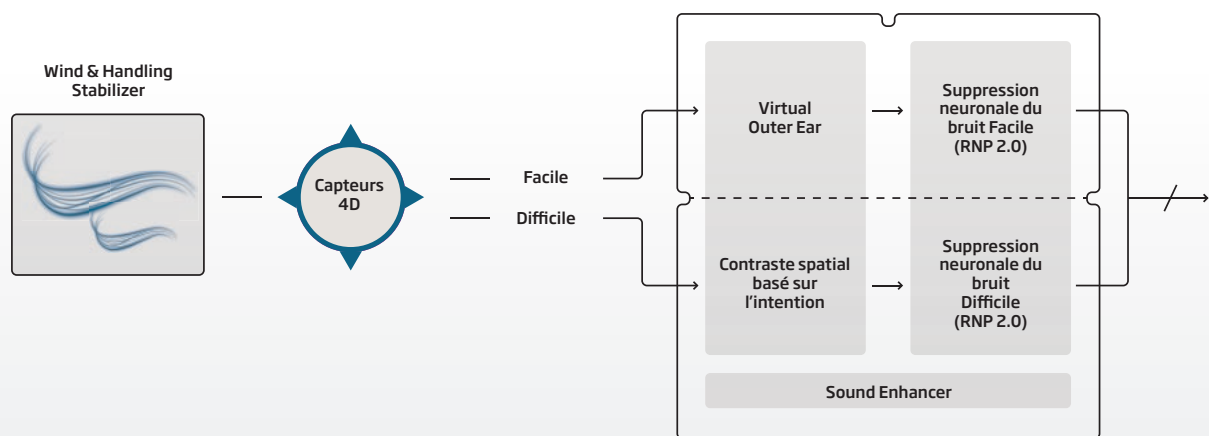 Wind & Handling
Stabilizer
Capteurs
4D
Facile
Difficile
Virtual
Outer Ear
Suppression
neuronale du
bruit Facile
(RNP 2.0)
Contraste spatial
basé sur
l'intention
Suppression
neuronale du
bruit
Difficile
(RNP 2.0)
Sound Enhancer